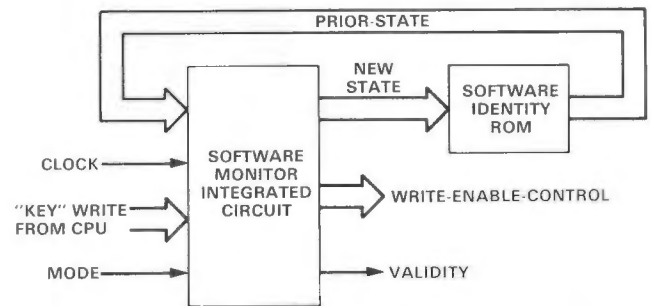 PRIOR-STATE
NEW
STATE
SOFTWARE
IDENTITY
ROM
CLOCK
SOFTWARE
MONITOR
INTEGRATED
CIRCUIT
"KEY" WRITE
FROM CPU
WRITE-ENABLE-CONTROL
MODE
VALIDITY